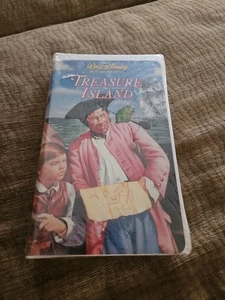 Walt Disney
TREASURE
ISLAND